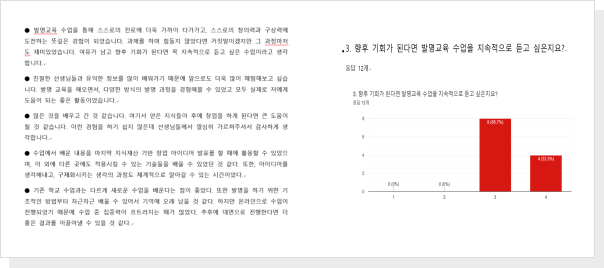 ● 발명교육 수업을 통해 스스로의 진로에 더욱 가까이 다가가고, 스스로의 창의력과 구상력에
도전하는 뜻깊은 경험이 되었습니다. 과제를 하며 힘들지 않았다면 거짓말이겠지만 그 과정마저
도 재미있었습니다. 여유가 남고 향후 기회가 된다면 꼭 지속적으로 듣고 싶은 수업이라고 생각
합니다.
● 친절한 선생님들과 유익한 정보를 많이 배워가기 때문에 앞으로도 더욱 많이 체험해보고 싶습
니다. 발명 교육을 해오면서, 다양한 방식의 발명 과정을 경험해볼 수 있었고 모두 실제로 저에게
도움이 되는 좋은 활동이었습니다.
● 많은 것을 배우고 간 것 같습니다. 여기서 얻은 지식들이 후에 창업을 하게 된다면 큰 도움이
될 것 같습니다. 이런 경험을 하기 쉽지 않은데 선생님들께서 열심히 가르쳐주셔서 감사하게 생
각합니다.
● 수업에서 배운 내용을 마지막 지식재산 기반 창업 아이디어 발표를 할 때에 활용할 수 있었으
며, 이 외에 다른 곳에도 적용시킬 수 있는 기술들을 배울 수 있었던 것 같다. 또한, 아이디어를
생각해내고, 구체화시키는 생각의 과정도 체계적으로 알아갈 수 있는 시간이었다.
● 기존 학교 수업과는 다르게 새로운 수업을 배운다는 점이 좋았다. 또한 발명을 하기 위한 기
초적인 방법부터 차근차근 배울 수 있어서 기억에 오래 남을 것 같다. 하지만 온라인으로 수업이
진행되었기 때문에 수업 중 집중력이 흐트러지는 때가 많았다. 추후에 대면으로 진행한다면 더
좋은 결과를 이끌어낼 수 있을 것 같다.
3. 향후 기회가 된다면 발명교육 수업을 지속적으로 듣고 싶은지요?
응답 12개
3. 향후 기회가 된다면 발명교육 수업을 지속적으로 듣고 싶은지요?
응답 12개
8
6
4
2
0
0 (0%)
0 (0%)
8 (66.7%)
4 (33.3%)
1
2
3
4